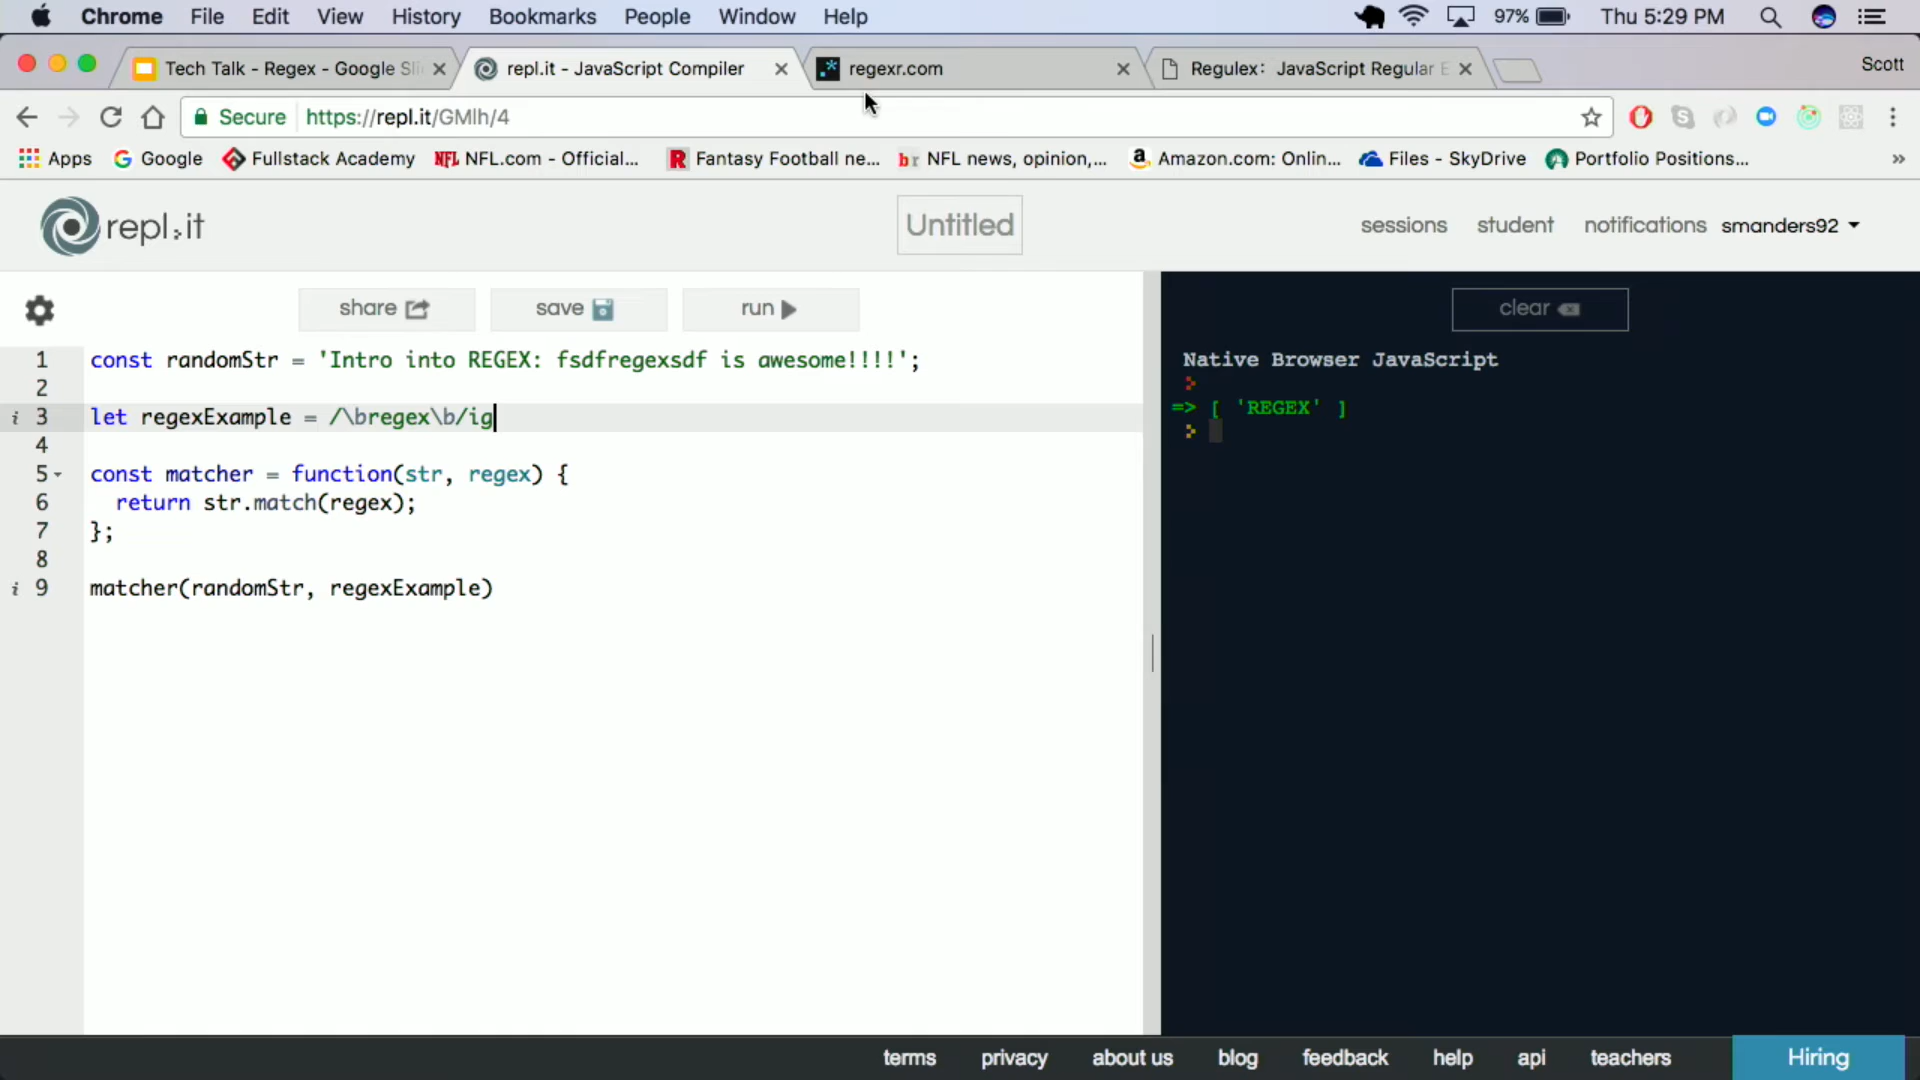 Chrome File Edit View History Bookmarks People Window Help 97% Thu 5:29 PM
Tech Talk - Regex - Google Sli repl.it - JavaScript Compiler regexr.com Regulex: JavaScript Regular E Scott
Secure https://repl.it/GMlh/4
Apps Google Fullstack Academy NFL.com - Official... Fantasy Football ne... br NFL news, opinion,... Amazon.com: Onlin... Files - SkyDrive Portfolio Positions... »
repl.it Untitled sessions student notifications smanders92
share save run clear
1 const randomStr = 'Intro into REGEX: fsdfregexsdf is awesome!!!!';
2
i 3 let regexExample = /\bregex\b/ig
4
5 const matcher = function(str, regex) {
6 return str.match(regex);
7 };
8
i 9 matcher(randomStr, regexExample)
Native Browser JavaScript
=> [ 'REGEX' ]
terms privacy about us blog feedback help api teachers Hiring